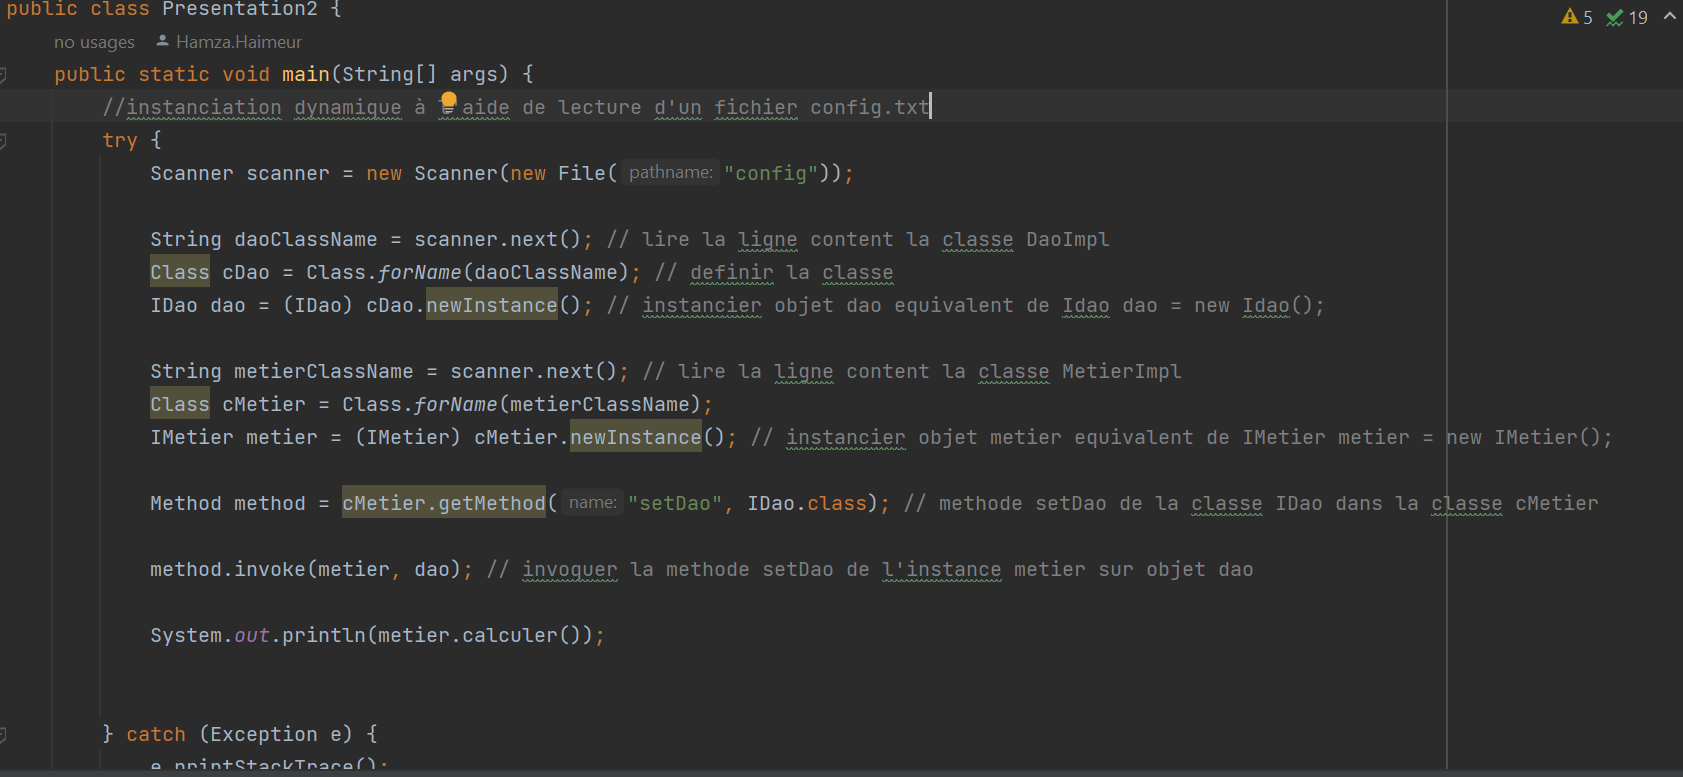 public class Presentation2 {
no usages Hamza.Haimeur
5 19
public static void main(String[] args) {
//instanciation dynamique à aide de lecture d'un fichier config.txt
try {
Scanner scanner = new Scanner(new File( pathname: "config"));
String daoClassName = scanner.next(); // lire la ligne content la classe DaoImpl
Class cDao = Class.forName(daoClassName); // definir la classe
IDao dao = (IDao) cDao.newInstance(); // instancier objet dao equivalent de Idao dao = new Idao();
String metierClassName = scanner.next(); // lire la ligne content la classe MetierImpl
Class cMetier = Class.forName(metierClassName);
IMetier metier = (IMetier) cMetier.newInstance(); // instancier objet metier equivalent de IMetier metier = new IMetier();
Method method = cMetier.getMethod( name: "setDao", IDao.class); // methode setDao de la classe IDao dans la classe cMetier
method.invoke(metier, dao); // invoquer la methode setDao de l'instance metier sur objet dao
System.out.println(metier.calculer());
} catch (Exception e) {
e.printStackTrace();